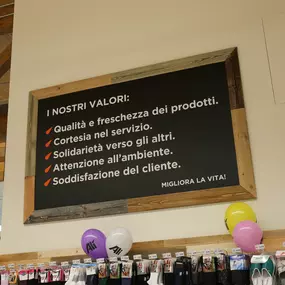 I NOSTRI VALORI:
Qualità e freschezza dei prodotti.
Cortesia nel servizio.
Solidarietà verso gli altri.
Attenzione all'ambiente.
Soddisfazione del cliente.
MIGLIORA LA VITA!
Alì